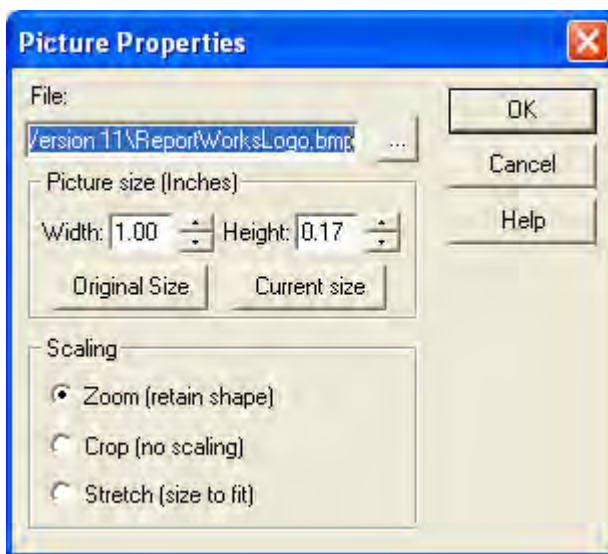 Picture Properties
File:
OK
Version 11\ReportWorksLogo.bmp
...
Cancel
Picture size (Inches)
Help
Width: 1.00 Height: 0.17
Original Size Current size
Scaling
Zoom (retain shape)
Crop (no scaling)
Stretch (size to fit)